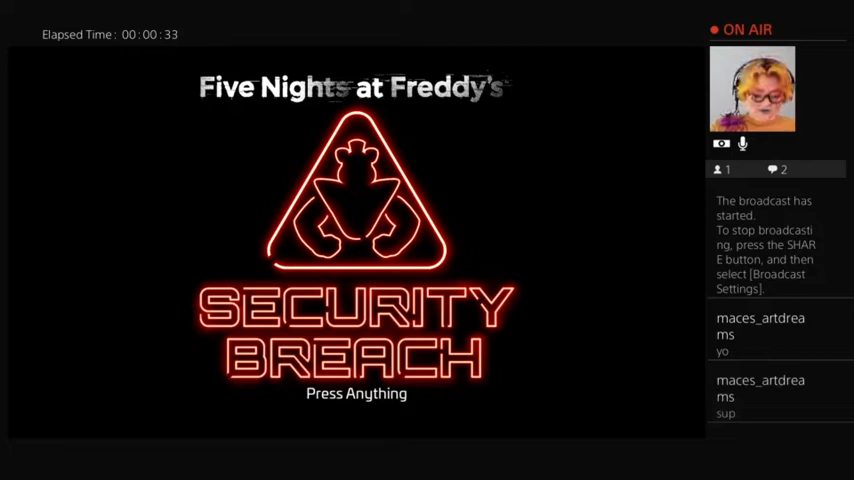 Elapsed Time : 00:00:33
ON AIR
Five Nights at Freddy's
SECURITY
BREACH
Press Anything
1
2
The broadcast has
started.
To stop broadcasti
ng, press the SHAR
E button, and then
select [Broadcast
Settings].
maces_artdrea
ms
yo
maces_artdrea
ms
sup